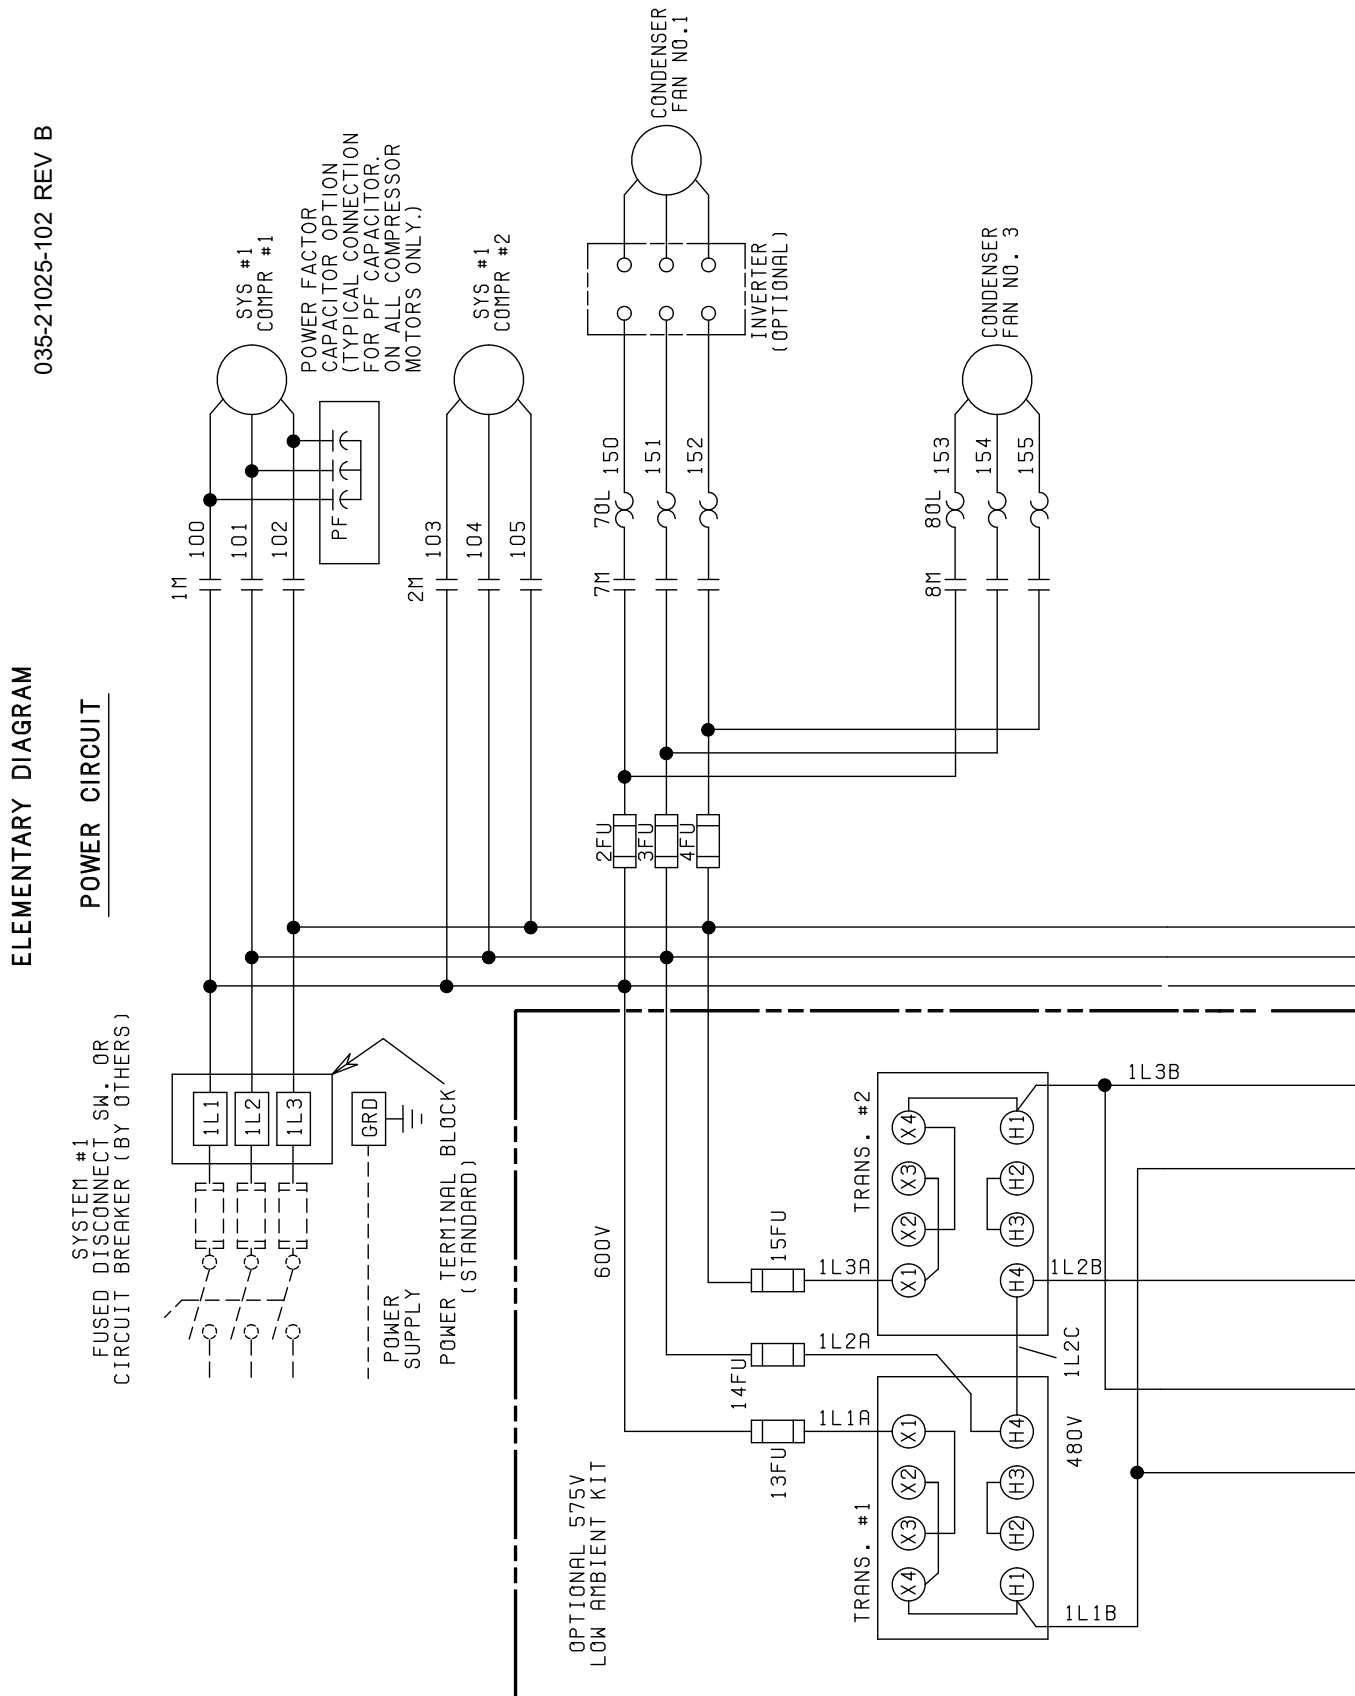 ELEMENTARY DIAGRAM
035-21025-102 REV B
POWER CIRCUIT
SYSTEM #1
FUSED DISCONNECT SW. OR
CIRCUIT BREAKER (BY OTHERS)
1L1
1L2
1L3
GRD
POWER
SUPPLY
POWER TERMINAL BLOCK
(STANDARD)
1M
100
101
102
SYS #1
COMPR #1
PF
POWER FACTOR
CAPACITOR OPTION
(TYPICAL CONNECTION
FOR PF CAPACITOR.
ON ALL COMPRESSOR
MOTORS ONLY.)
2M
103
104
105
SYS #1
COMPR #2
2FU
3FU
4FU
7M
7OL
150
151
152
INVERTER
(OPTIONAL)
CONDENSER
FAN NO.1
8M
8OL
153
154
155
CONDENSER
FAN NO. 3
OPTIONAL 575V
LOW AMBIENT KIT
600V
13FU
14FU
15FU
1L1A
1L2A
1L3A
TRANS. #1
X4
X3
X2
X1
H1
H2
H3
H4
480V
1L1B
1L2C
TRANS. #2
X1
X2
X3
X4
H4
H3
H2
H1
1L2B
1L3B